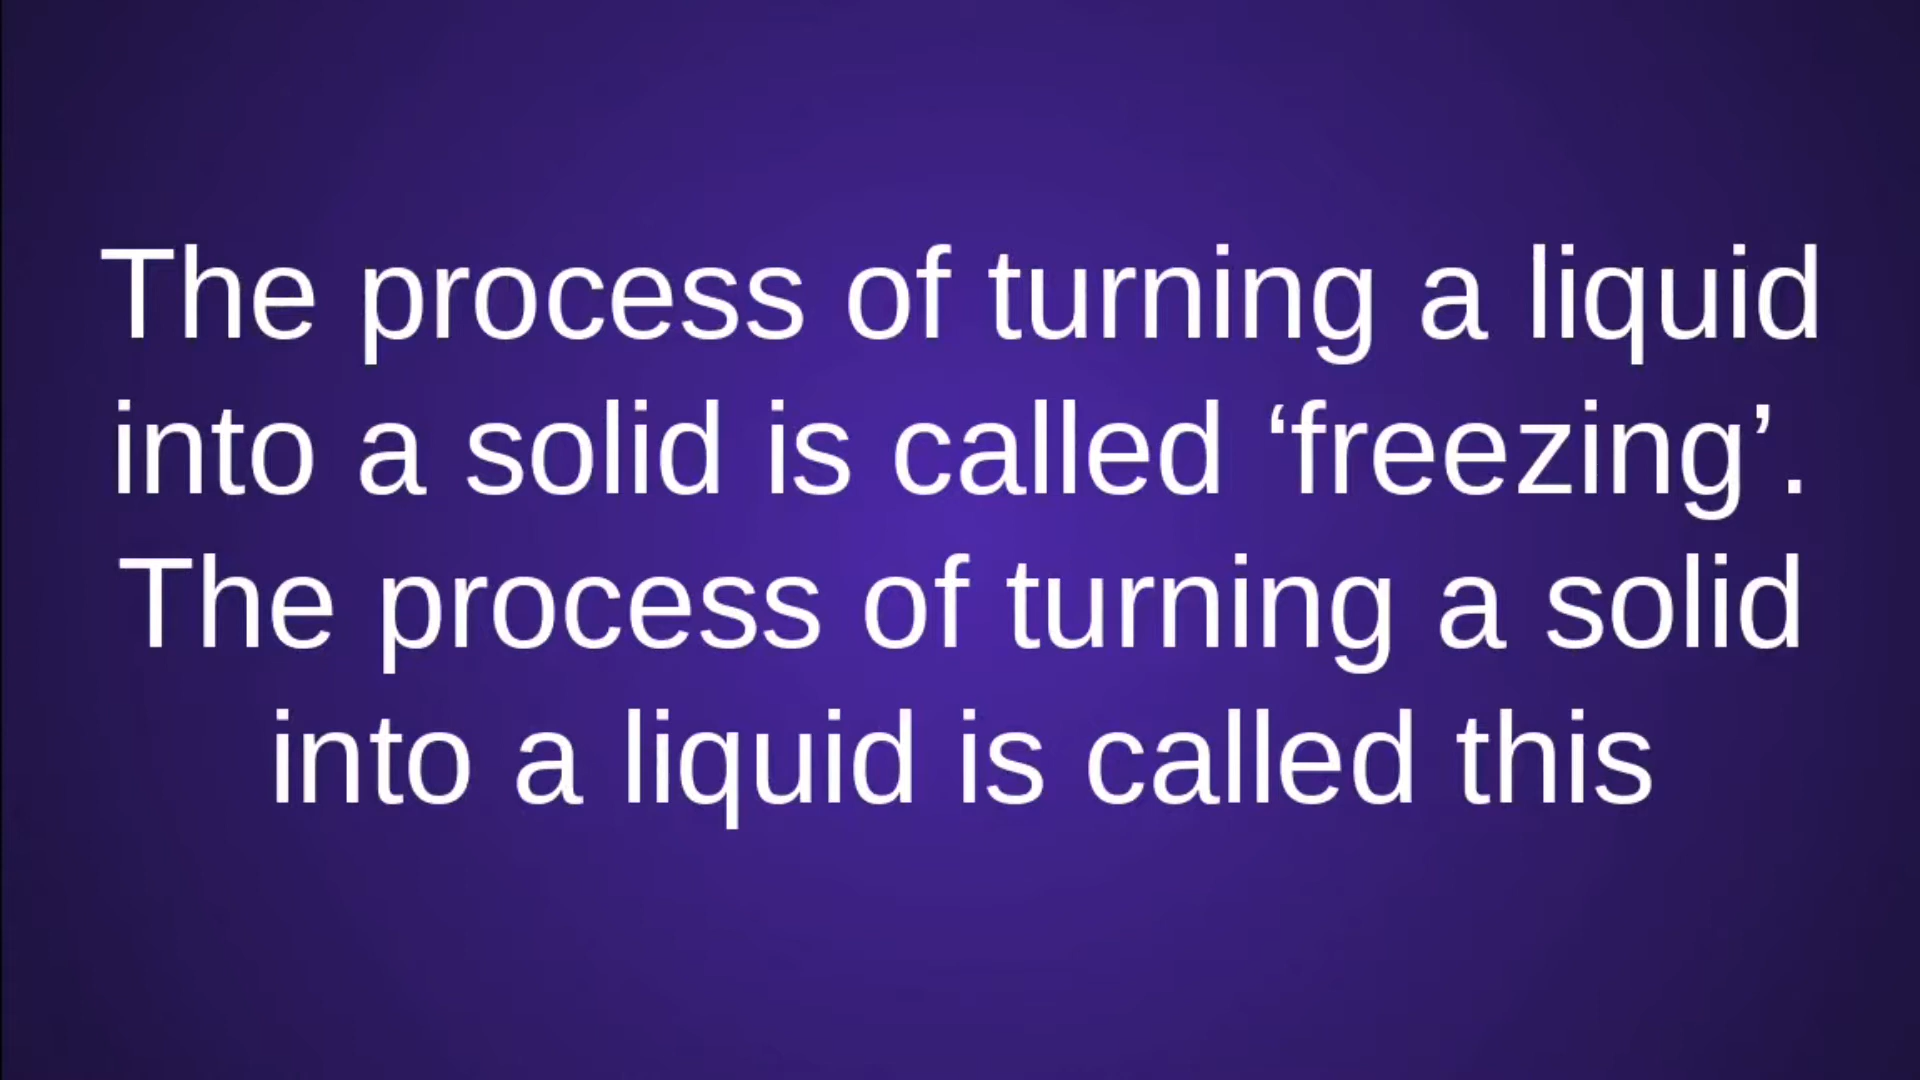 The process of turning a liquid
into a solid is called ‘freezing’.
The process of turning a solid
into a liquid is called this